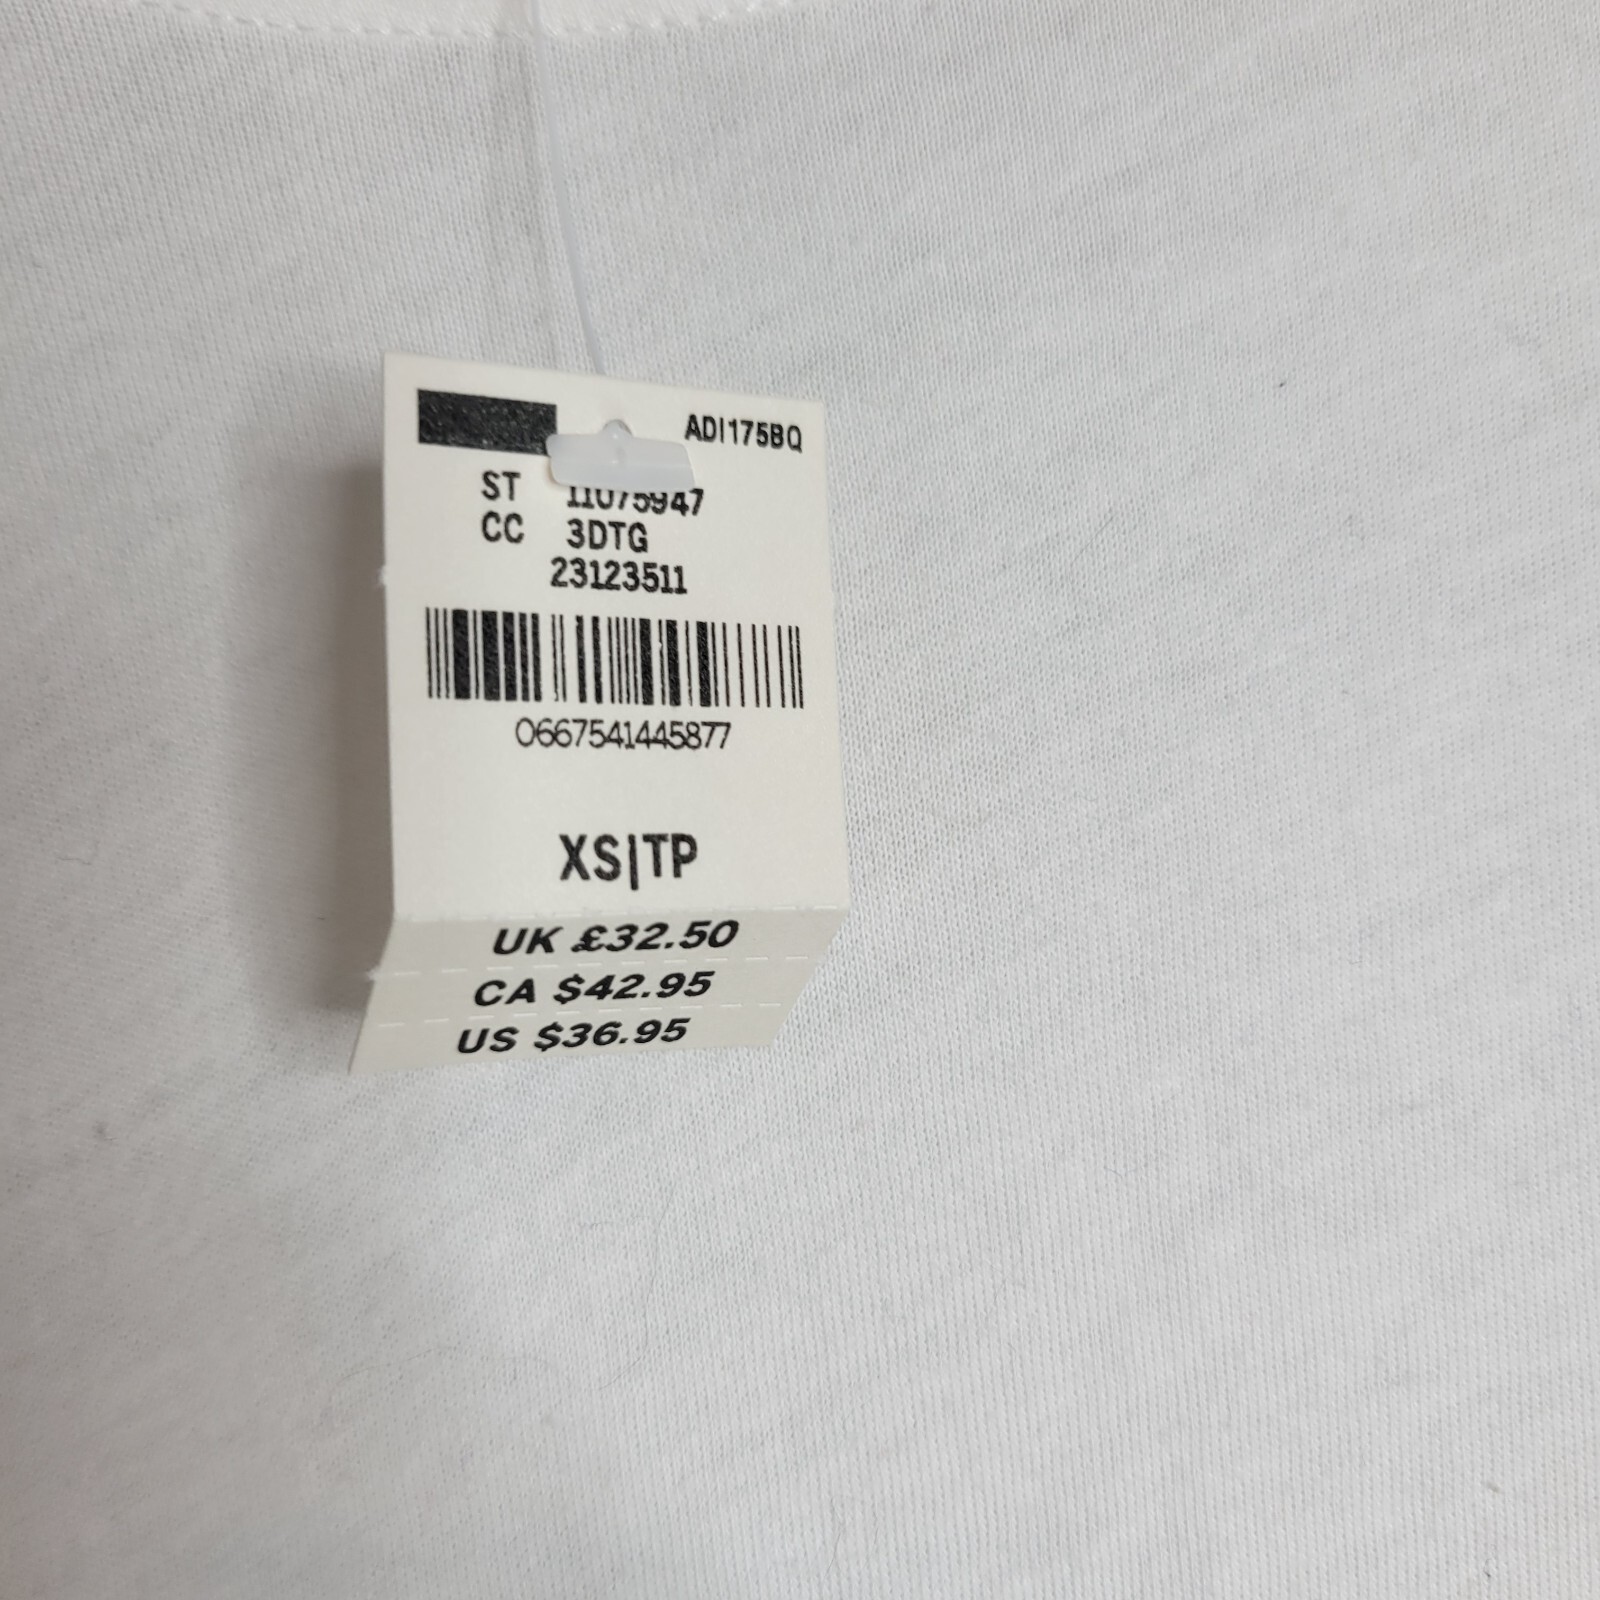 ADI175BQ
ST 11075947
CC 3DTG
23123511
0667541445877
XS|TP
UK £32.50
CA $42.95
US $36.95